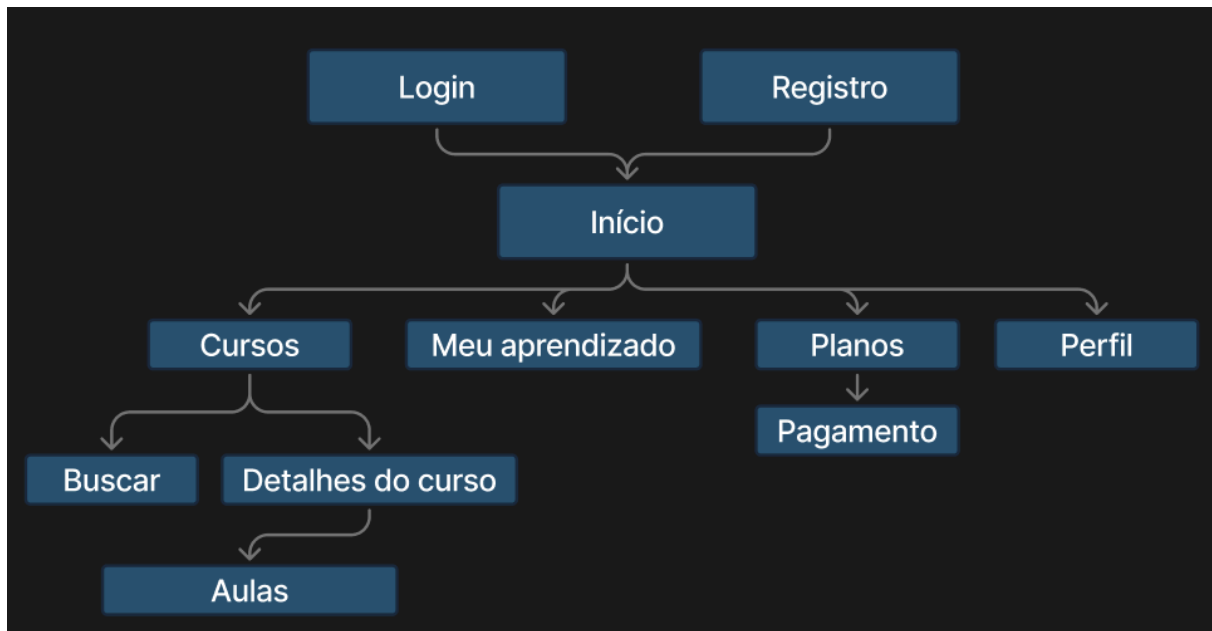 Login
Registro
Início
Cursos
Meu aprendizado
Planos
Perfil
Pagamento
Buscar
Detalhes do curso
Aulas